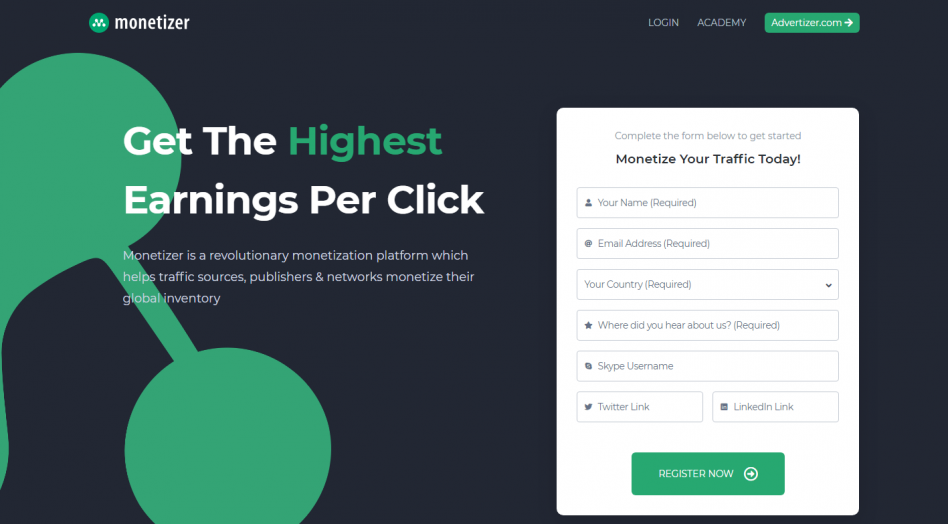 monetizer
LOGIN ACADEMY Advertizer.com
Get The Highest
Earnings Per Click
Monetizer is a revolutionary monetization platform which
helps traffic sources, publishers & networks monetize their
global inventory
Complete the form below to get started
Monetize Your Traffic Today!
Your Name (Required)
Email Address (Required)
Your Country (Required)
Where did you hear about us? (Required)
Skype Username
Twitter Link LinkedIn Link
REGISTER NOW